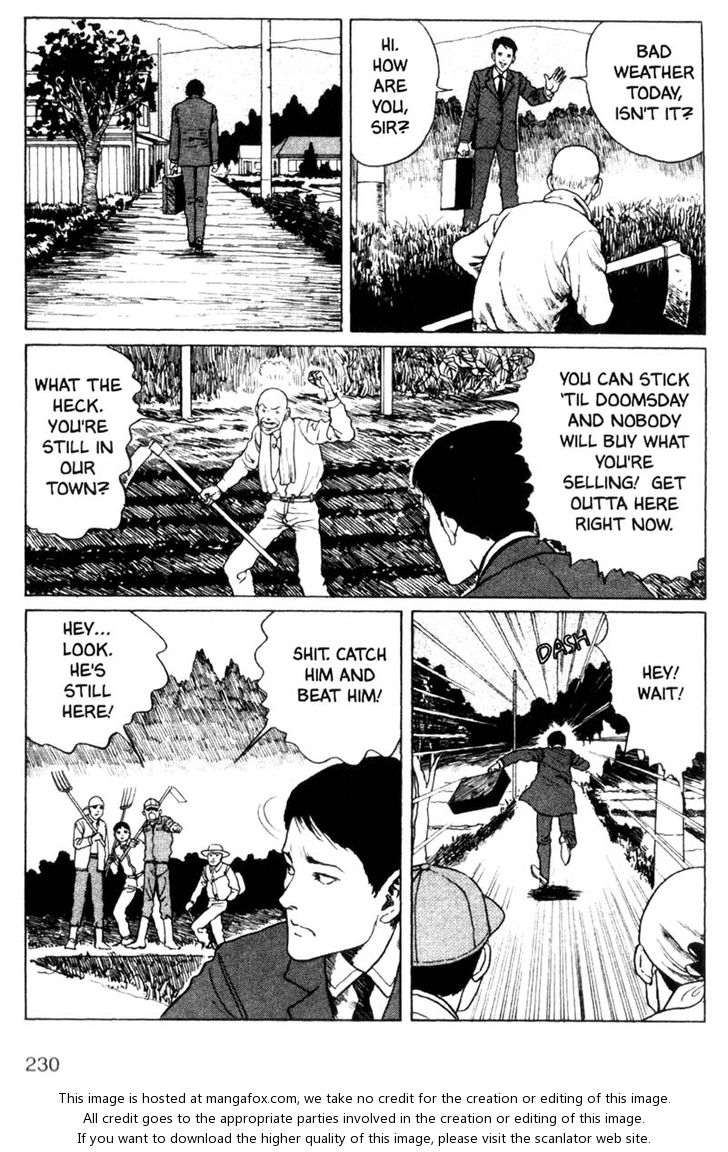 HI.
HOW
ARE
YOU,
SIR?
BAD
WEATHER
TODAY,
ISN'T IT?
WHAT THE
HECK.
YOU'RE
STILL IN
OUR
TOWN?
YOU CAN STICK
'TIL DOOMSDAY
AND NOBODY
WILL BUY WHAT
YOU'RE
SELLING! GET
OUTTA HERE
RIGHT NOW.
HEY...
LOOK.
HE'S
STILL
HERE!
SHIT. CATCH
HIM AND
BEAT HIM!
DASH
HEY!
WAIT!
230
This image is hosted at mangafox.com, we take no credit for the creation or editing of this image.
All credit goes to the appropriate parties involved in the creation or editing of this image.
If you want to download the higher quality of this image, please visit the scanlator web site.